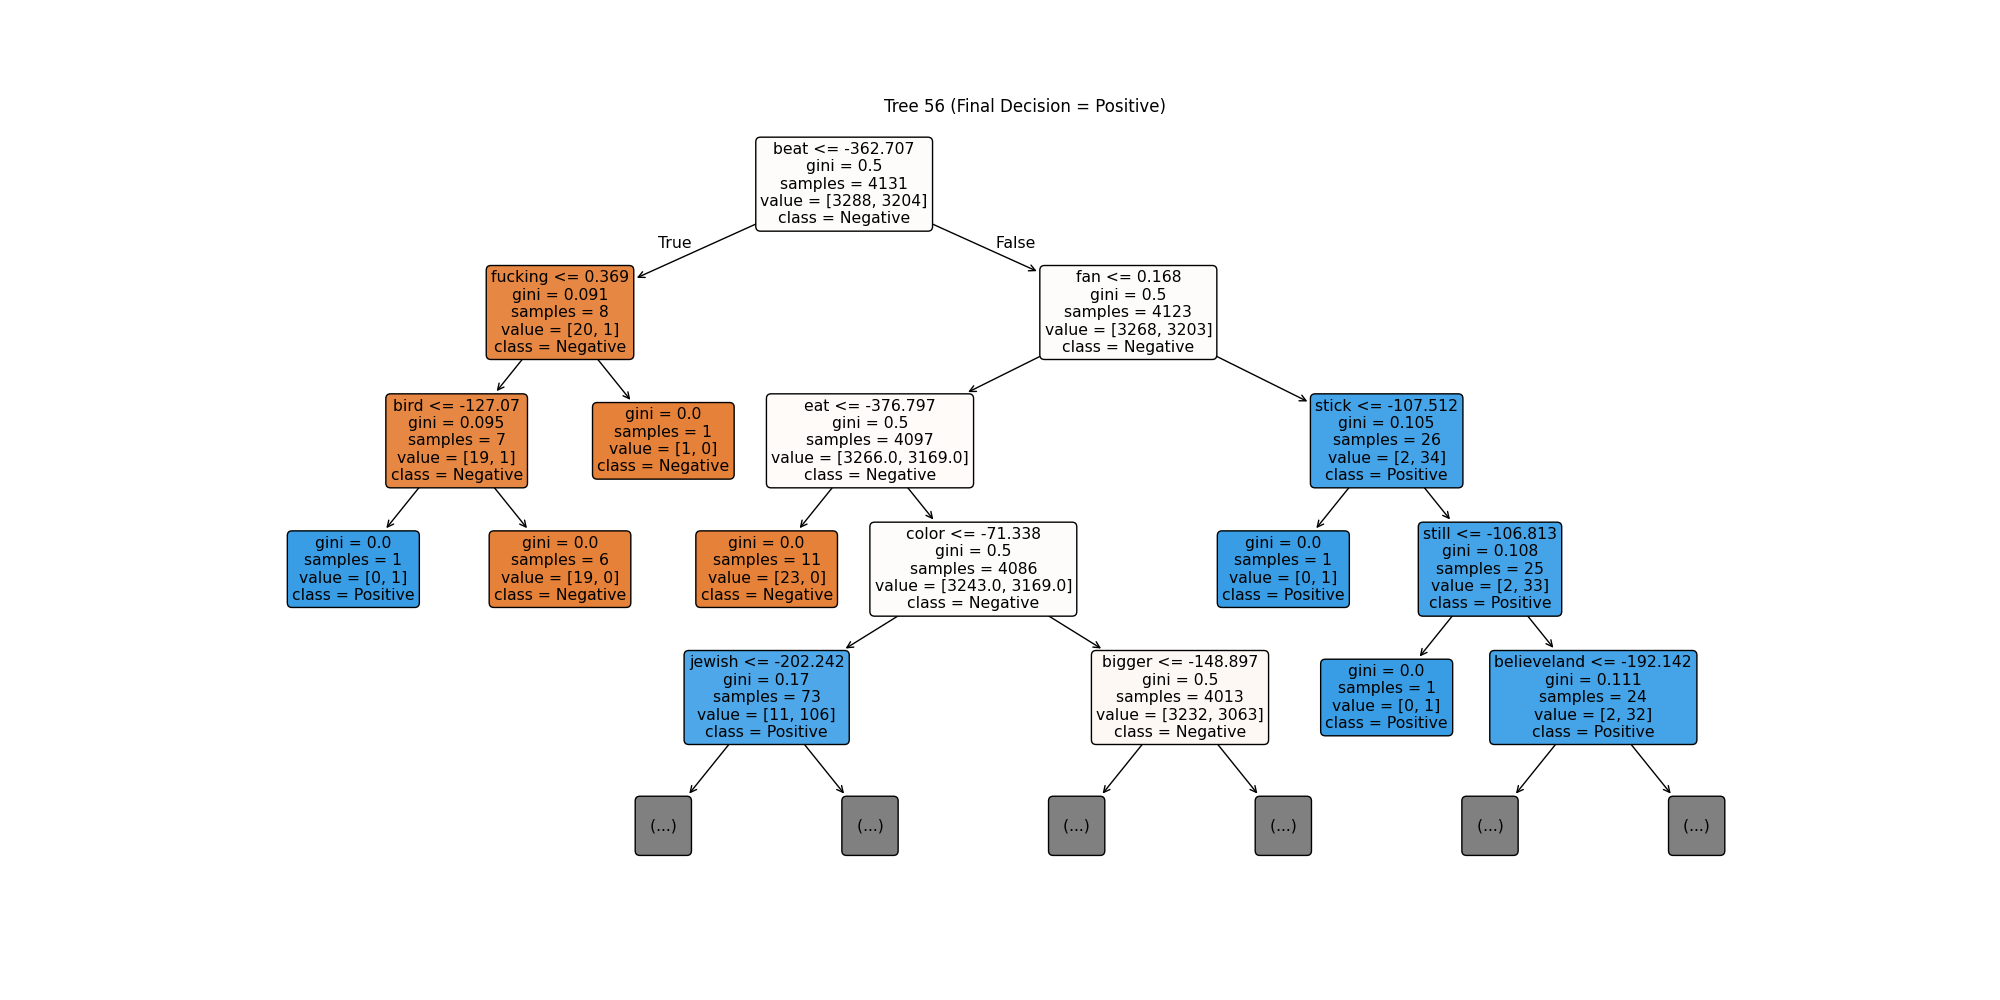 Tree 56 (Final Decision = Positive)
beat <= -362.707
gini = 0.5
samples = 4131
value = [3288, 3204]
class = Negative
True
False
fucking <= 0.369
gini = 0.091
samples = 8
value = [20, 1]
class = Negative
fan <= 0.168
gini = 0.5
samples = 4123
value = [3268, 3203]
class = Negative
bird <= -127.07
gini = 0.095
samples = 7
value = [19, 1]
class = Negative
gini = 0.0
samples = 1
value = [1, 0]
class = Negative
eat <= -376.797
gini = 0.5
samples = 4097
value = [3266.0, 3169.0]
class = Negative
stick <= -107.512
gini = 0.105
samples = 26
value = [2, 34]
class = Positive
gini = 0.0
samples = 1
value = [0, 1]
class = Positive
gini = 0.0
samples = 6
value = [19, 0]
class = Negative
gini = 0.0
samples = 11
value = [23, 0]
class = Negative
color <= -71.338
gini = 0.5
samples = 4086
value = [3243.0, 3169.0]
class = Negative
gini = 0.0
samples = 1
value = [0, 1]
class = Positive
still <= -106.813
gini = 0.108
samples = 25
value = [2, 33]
class = Positive
jewish <= -202.242
gini = 0.17
samples = 73
value = [11, 106]
class = Positive
bigger <= -148.897
gini = 0.5
samples = 4013
value = [3232, 3063]
class = Negative
gini = 0.0
samples = 1
value = [0, 1]
class = Positive
believeland <= -192.142
gini = 0.111
samples = 24
value = [2, 32]
class = Positive
(...)
(...)
(...)
(...)
(...)
(...)